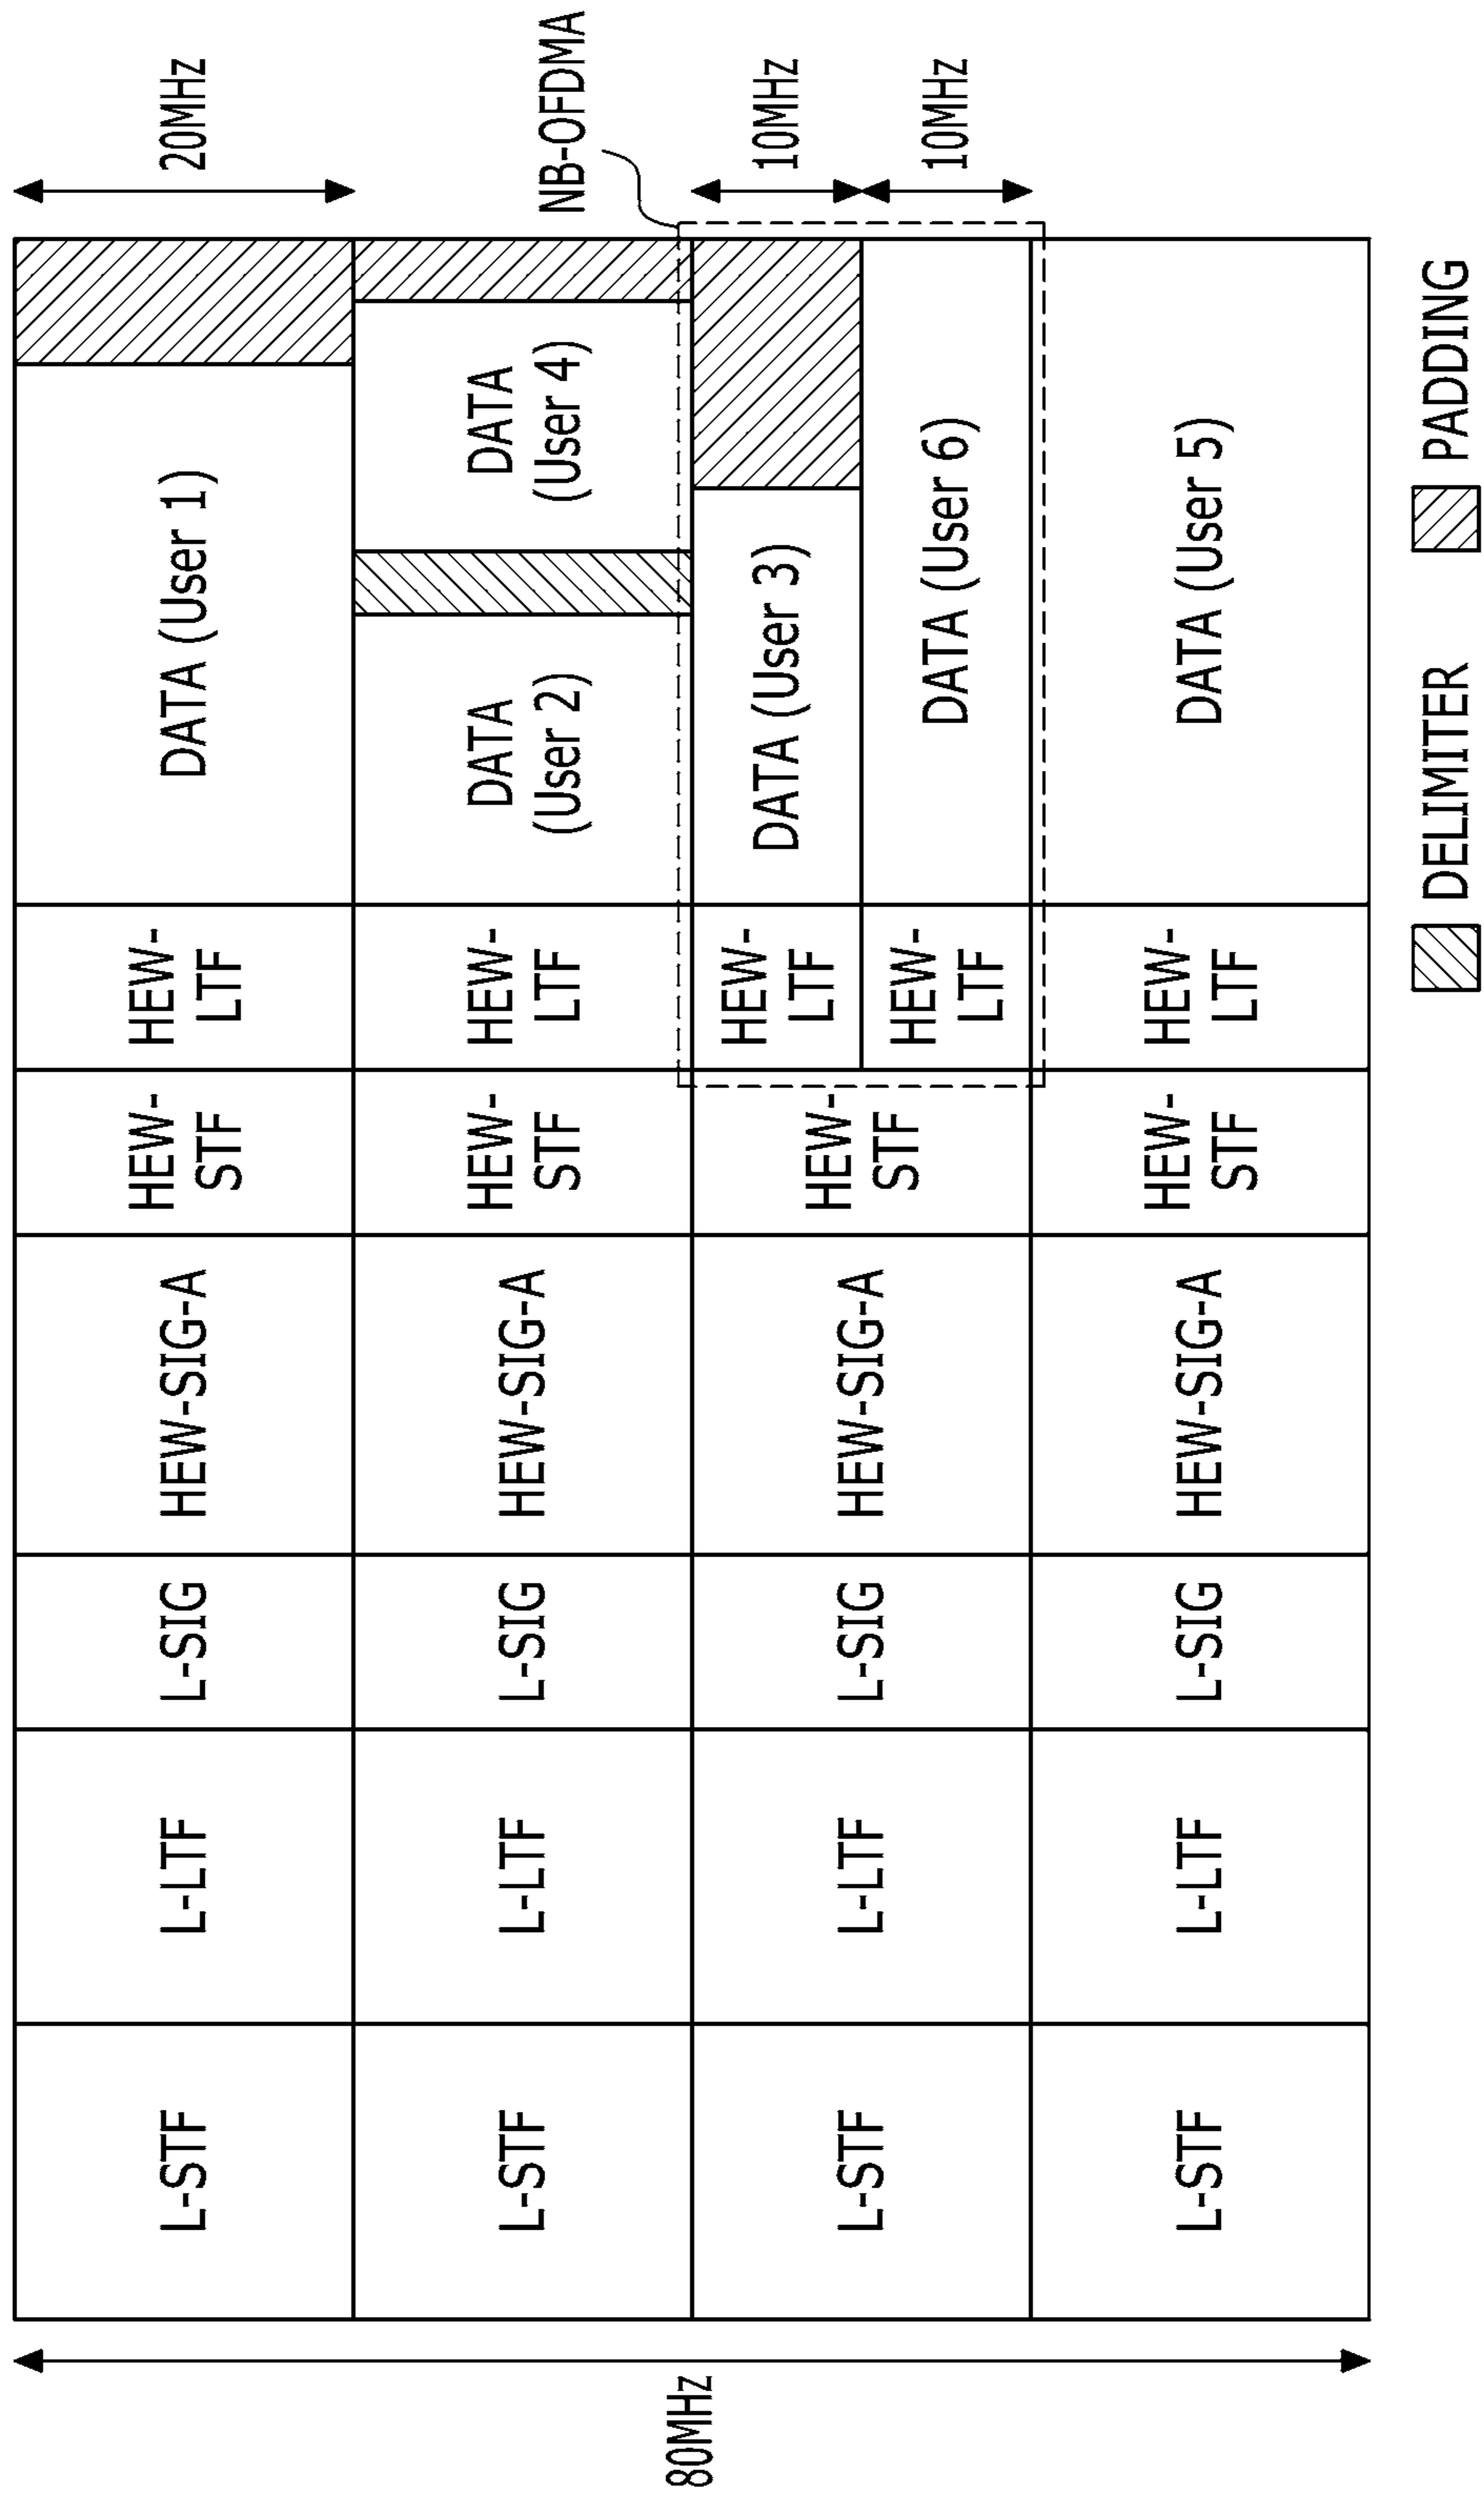 L-STF
L-LTF
L-SIG
HEW-SIG-A
HEW-
STF
HEW-
LTF
DATA (User 1)
20MHz
L-STF
L-LTF
L-SIG
HEW-SIG-A
HEW-
STF
HEW-
LTF
DATA
(User 2)
DATA
(User 4)
NB-OFDMA
80MHz
L-STF
L-LTF
L-SIG
HEW-SIG-A
HEW-
STF
HEW-
LTF
DATA (User 3)
10MHz
HEW-
LTF
DATA (User 6)
10MHz
L-STF
L-LTF
L-SIG
HEW-SIG-A
HEW-
STF
HEW-
LTF
DATA (User 5)
DELIMITER
PADDING